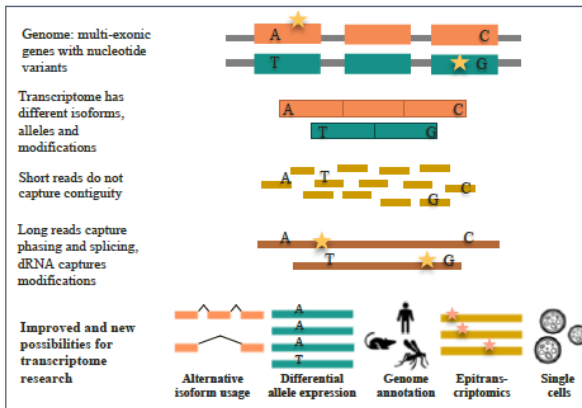 Genome: multi-exonic
genes with nucleotide
variants
A
C
T
G
Transcriptome has
different isoforms,
alleles and
modifications
A
C
T
G
Short reads do not
capture contiguity
A
T
G
C
Long reads capture
phasing and splicing,
dRNA captures
modifications
A
C
T
G
Improved and new
possibilities for
transcriptome
research
A
A
A
T
Alternative
isoform usage
Differential
allele expression
Genome
annotation
Epitrans-
criptomics
Single
cells